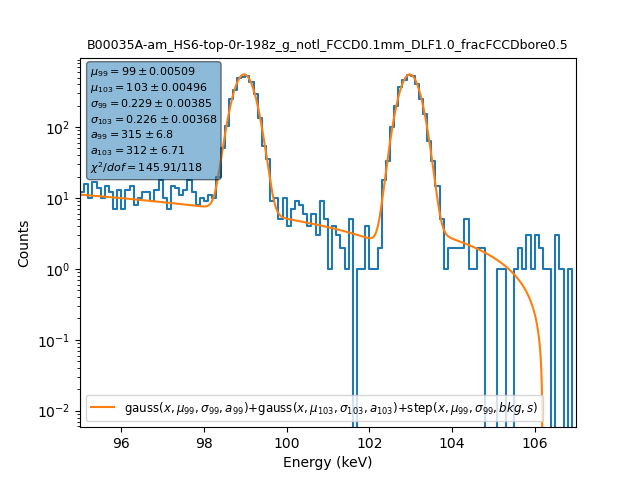 B00035A-am_HS6-top-0r-198z_g_notl_FCCD0.1mm_DLF1.0_fracFCCDbore0.5
μ₉₉ = 99 ± 0.00509
μ₁₀₃ = 103 ± 0.00496
σ₉₉ = 0.229 ± 0.00385
σ₁₀₃ = 0.226 ± 0.00368
a₉₉ = 315 ± 6.8
a₁₀₃ = 312 ± 6.71
χ²/dof = 145.91/118
10²
10¹
10⁰
10⁻¹
10⁻²
Counts
gauss(x, μ₉₉, σ₉₉, a₉₉)+gauss(x, μ₁₀₃, σ₁₀₃, a₁₀₃)+step(x, μ₉₉, σ₉₉, bkg, s)
96 98 100 102 104 106
Energy (keV)